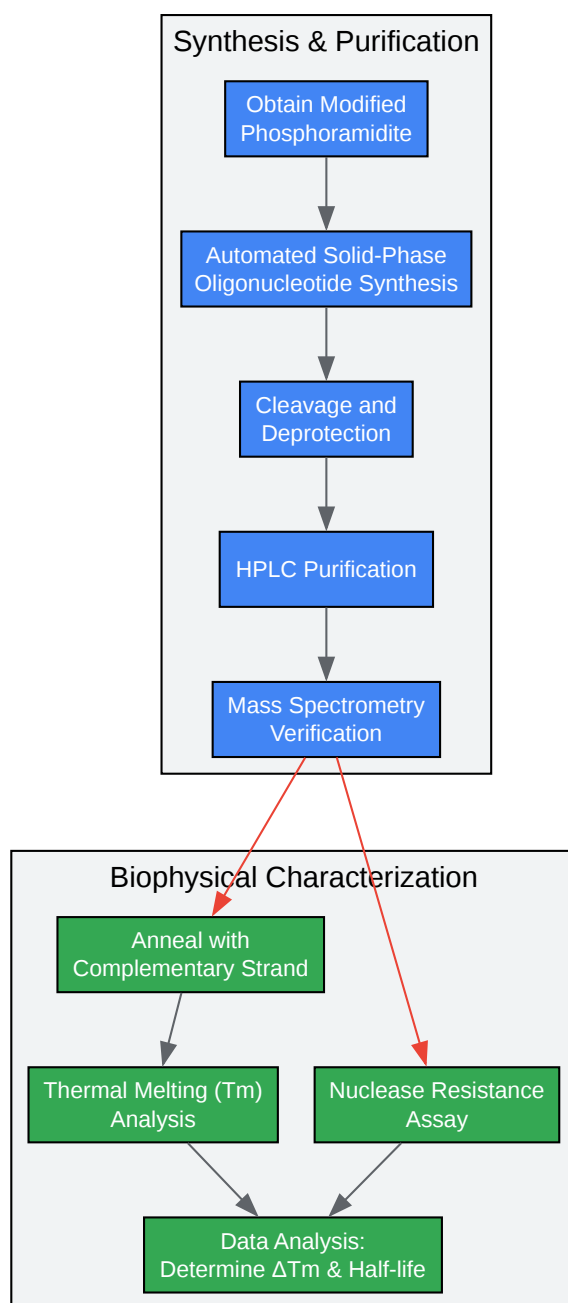 Synthesis & Purification
Obtain Modified
Phosphoramidite
Automated Solid-Phase
Oligonucleotide Synthesis
Cleavage and
Deprotection
HPLC Purification
Mass Spectrometry
Verification
Biophysical Characterization
Anneal with
Complementary Strand
Thermal Melting (Tm)
Analysis
Nuclease Resistance
Assay
Data Analysis:
Determine ΔTm & Half-life